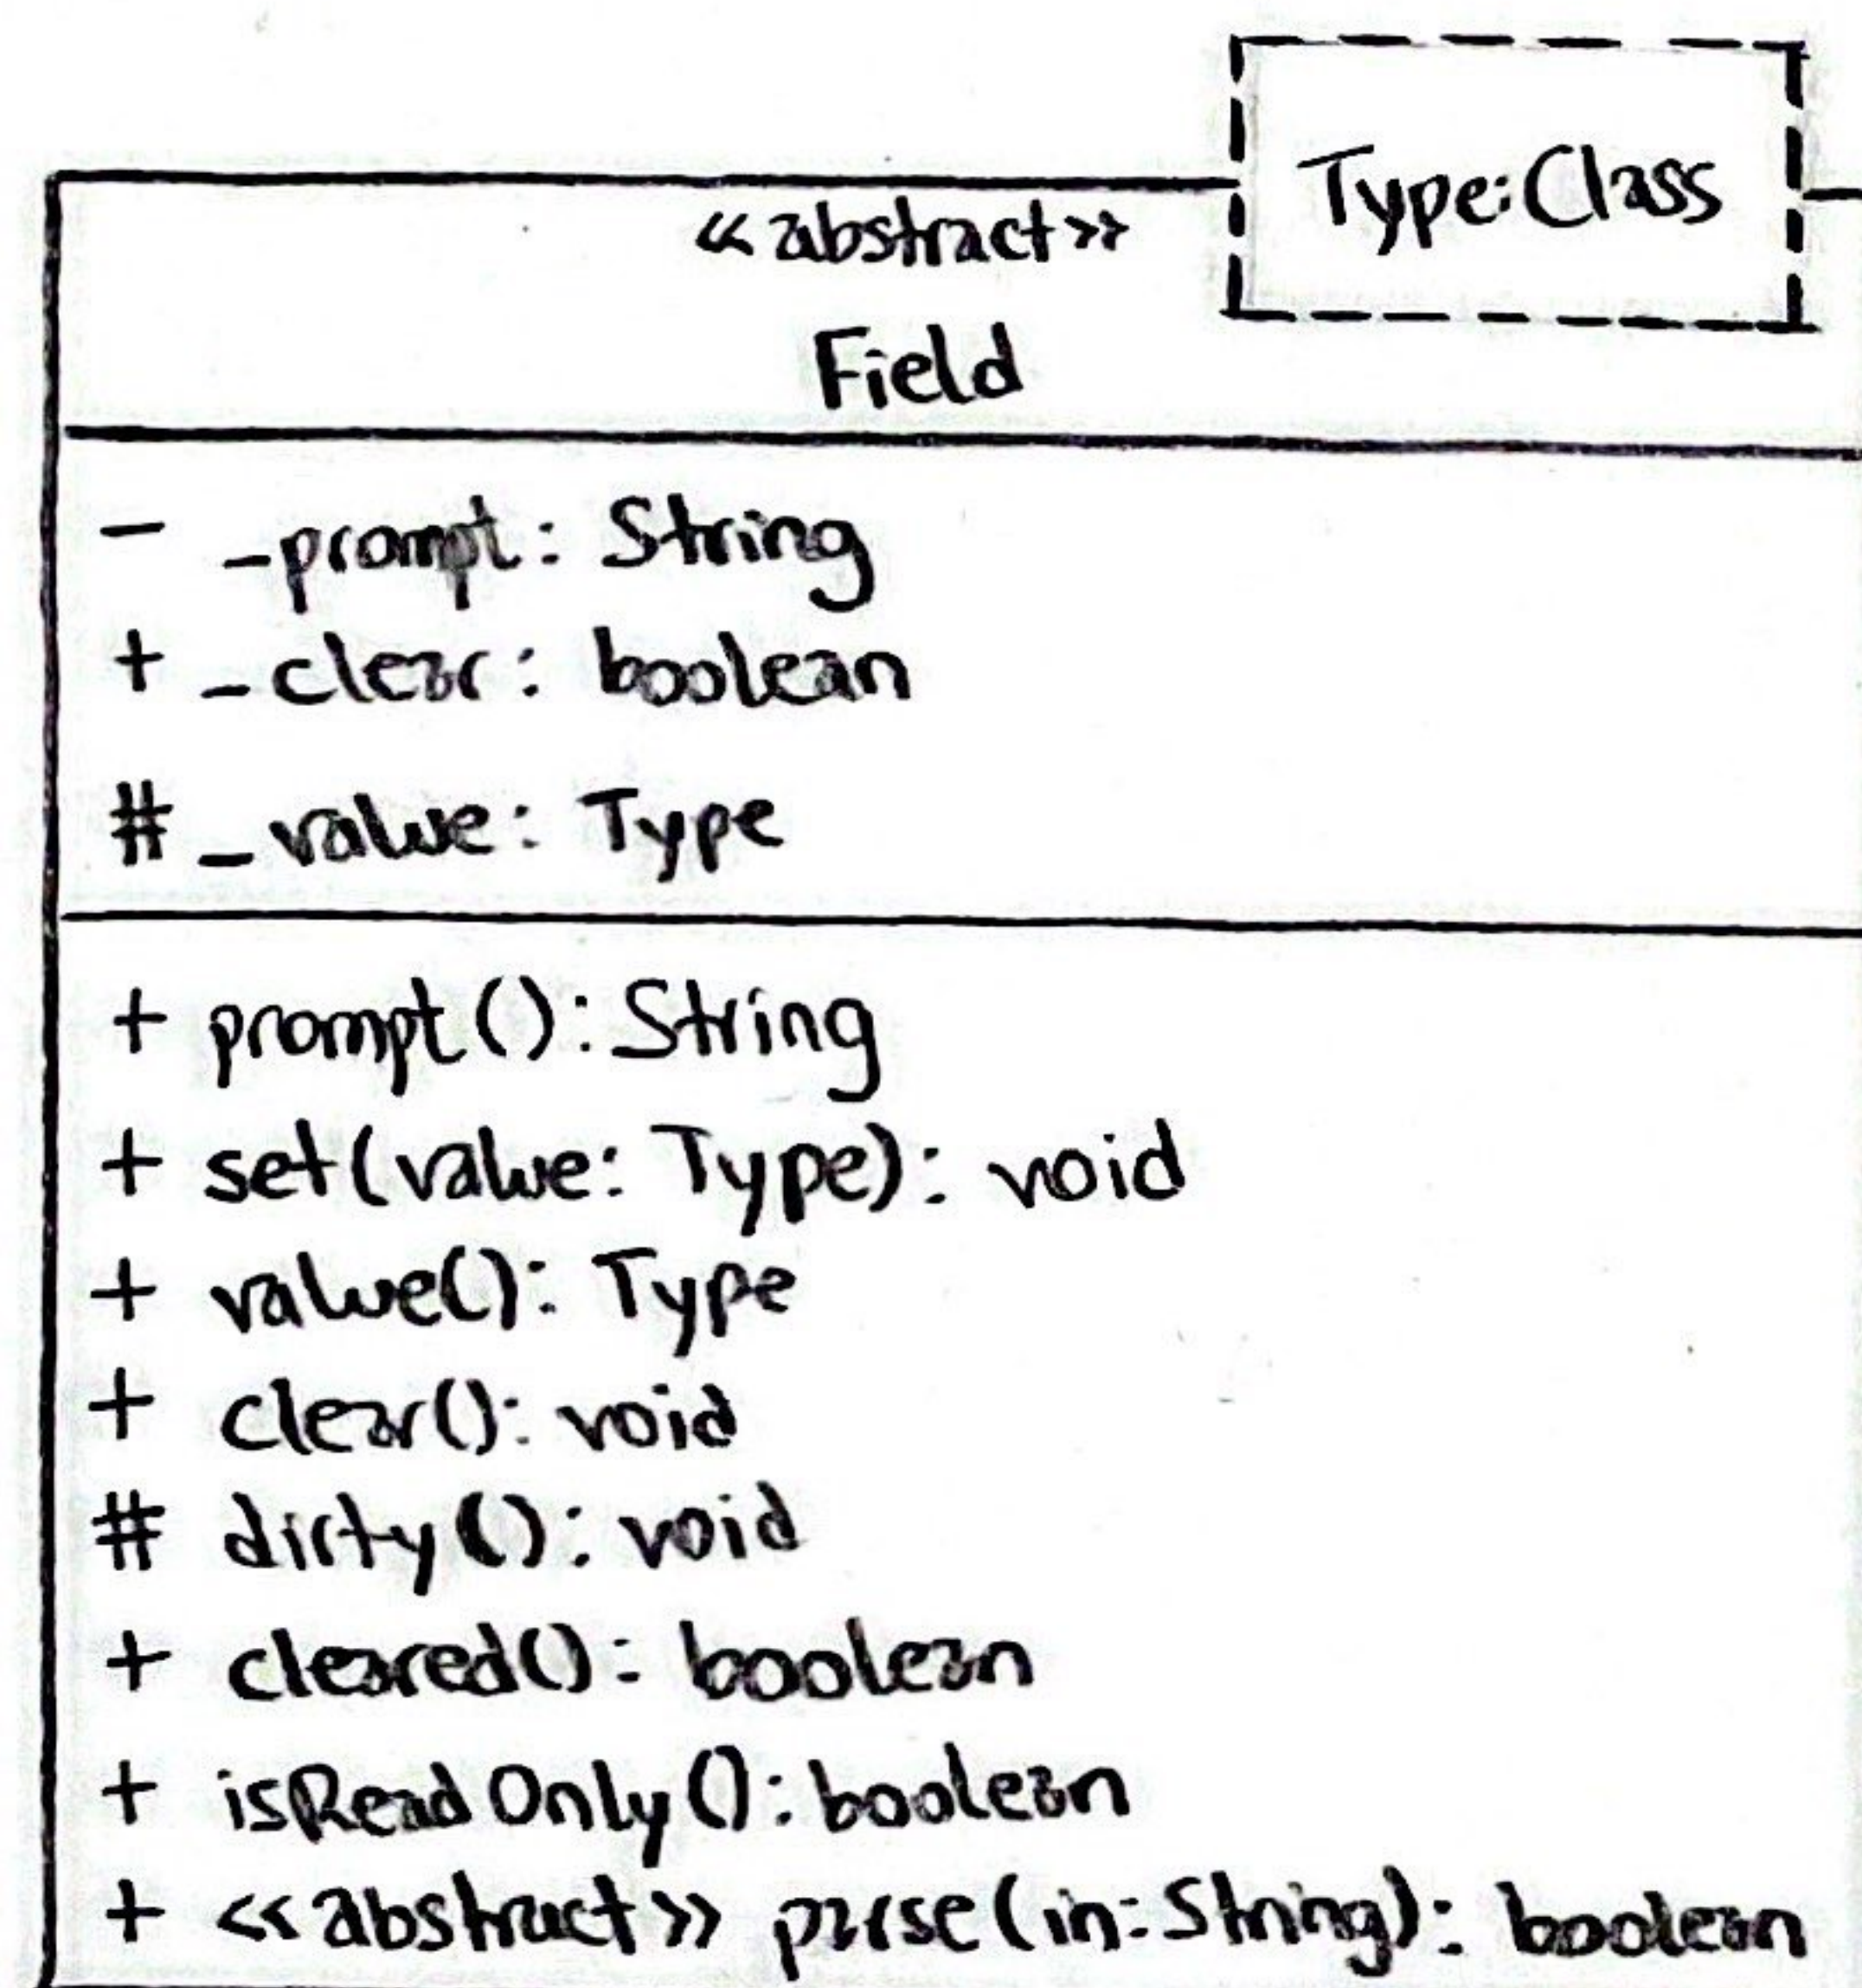 Type:Class
«abstract»
Field
- _prompt: String
+ _clear: boolean
# _value: Type
+ prompt(): String
+ set(value: Type): void
+ value(): Type
+ clear(): void
# dirty(): void
+ cleared(): boolean
+ isReadOnly(): boolean
+ «abstract» parse(in:String): boolean